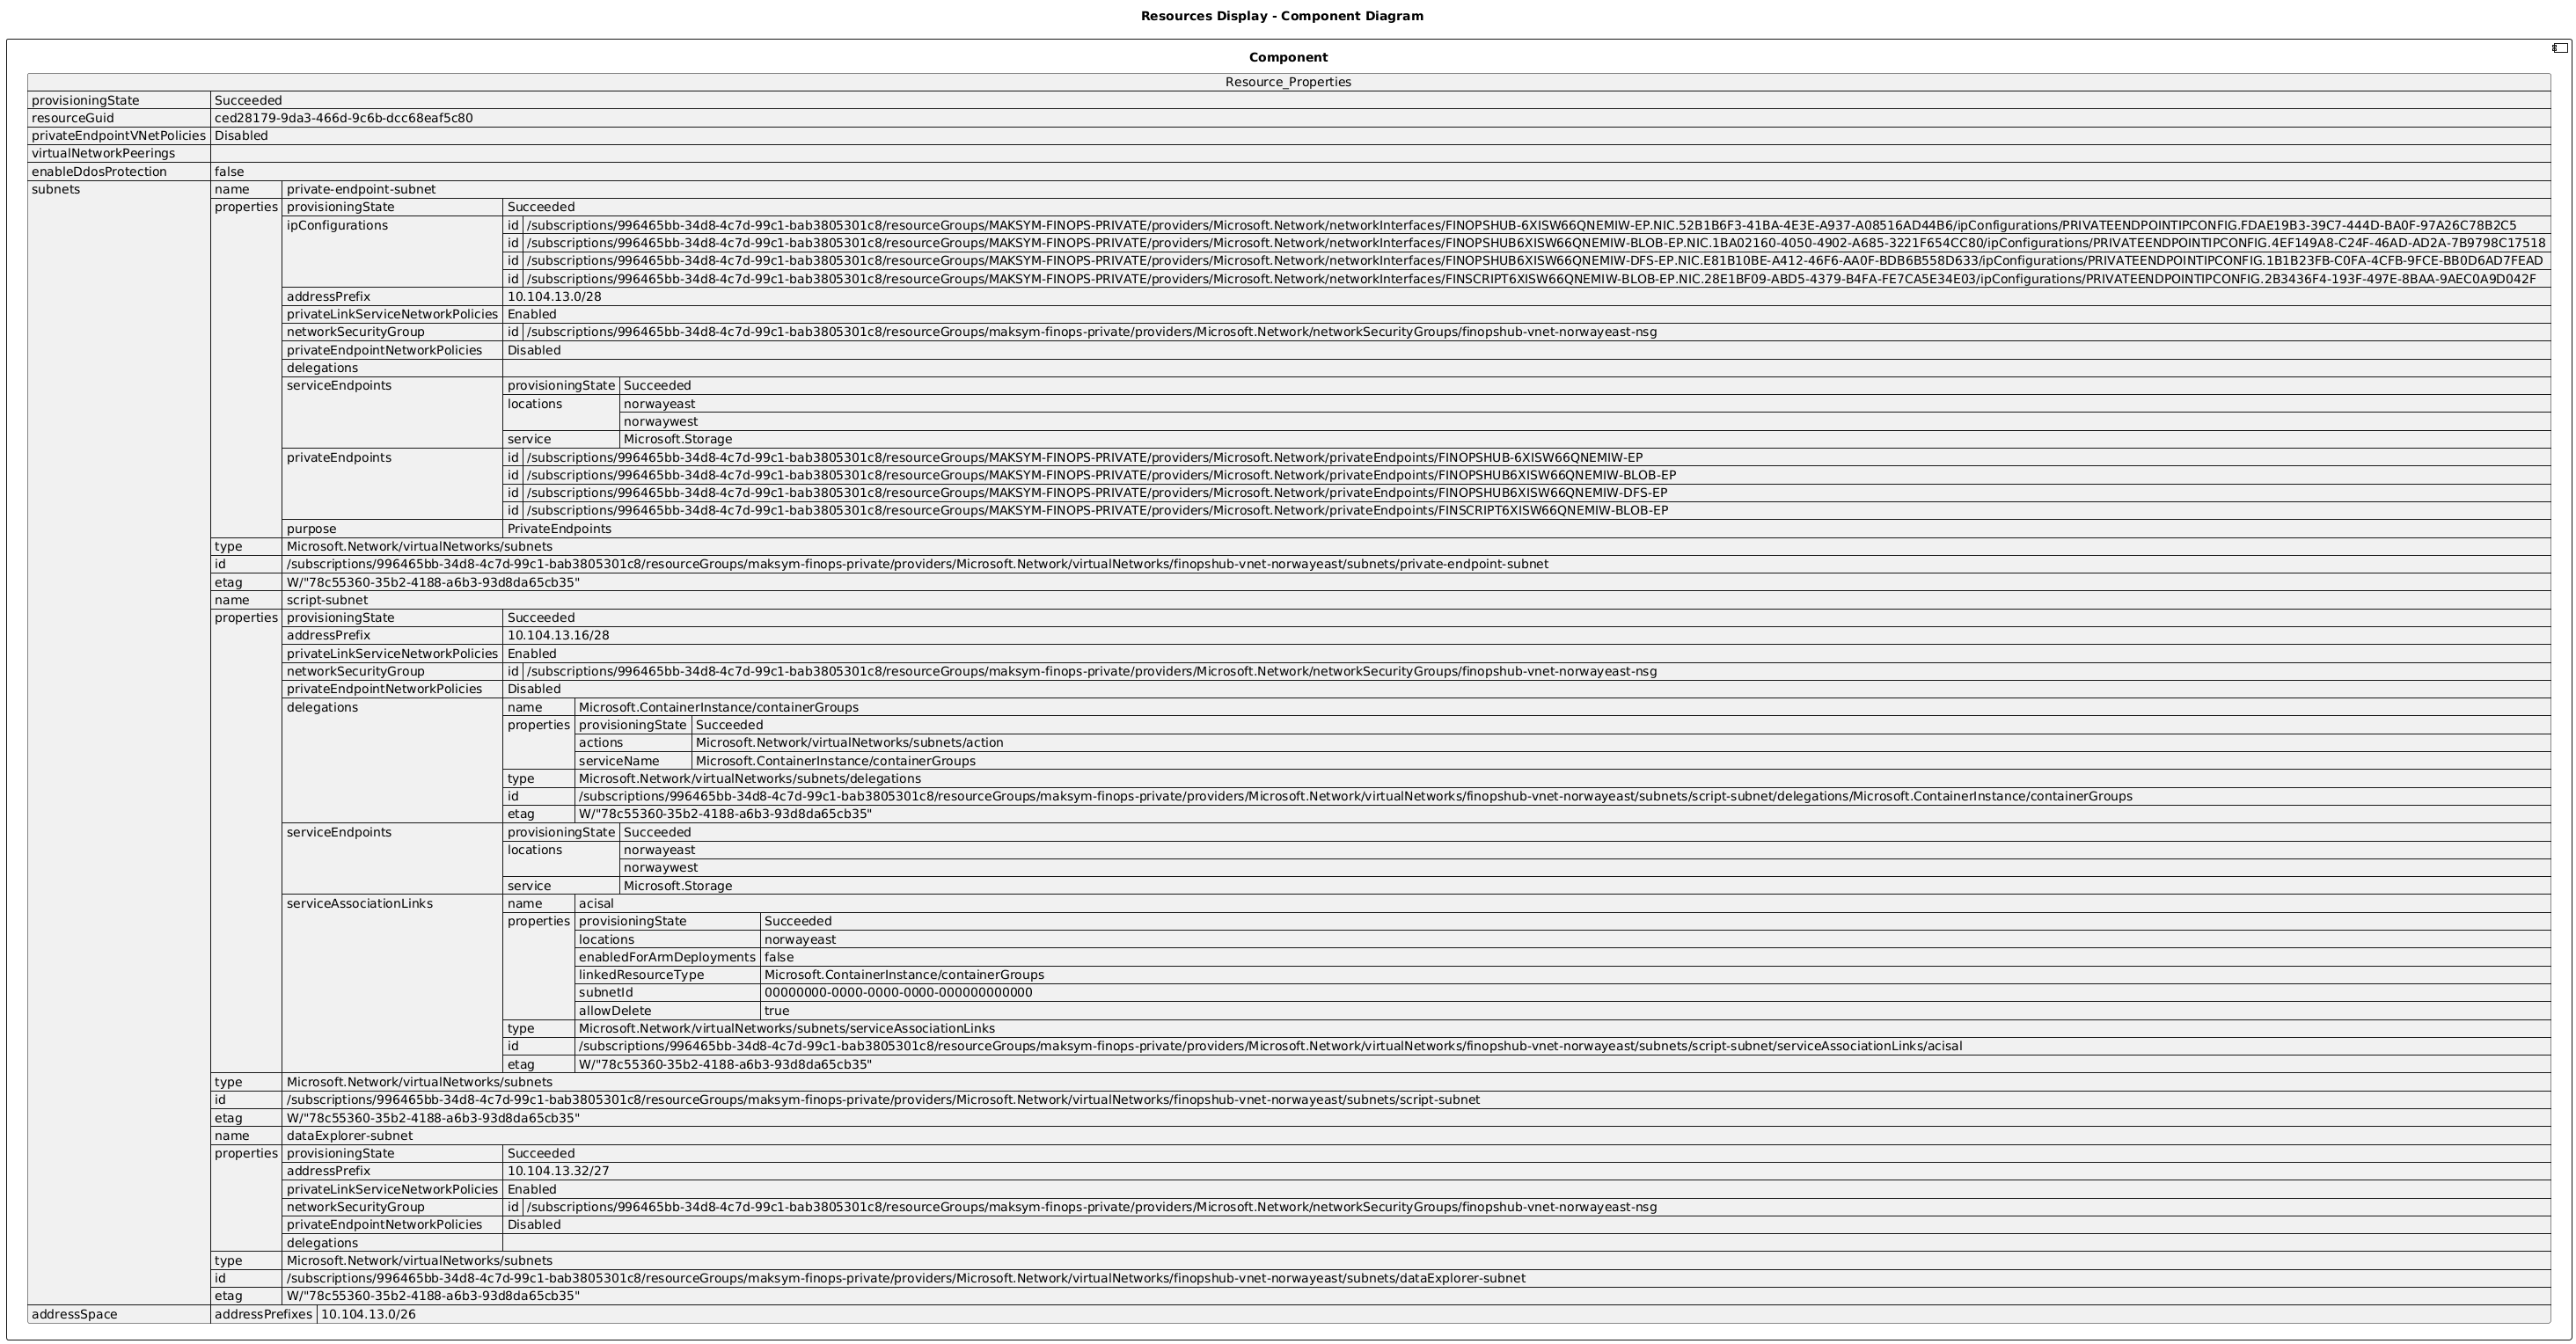 Resources Display - Component Diagram
Component
Resource_Properties
provisioningState Succeeded
resourceGuid ced28179-9da3-466d-9c6b-dcc68eaf5c80
privateEndpointVNetPolicies Disabled
virtualNetworkPeerings
enableDdosProtection false
subnets name private-endpoint-subnet
properties provisioningState Succeeded
ipConfigurations id /subscriptions/996465bb-34d8-4c7d-99c1-bab3805301c8/resourceGroups/MAKSYM-FINOPS-PRIVATE/providers/Microsoft.Network/networkInterfaces/FINOPSHUB-6XISW66QNEMIW-EP.NIC.52B1B6F3-41BA-4E3E-A937-A08516AD44B6/ipConfigurations/PRIVATEENDPOINTIPCONFIG.FDAE19B3-39C7-444D-BA0F-97A26C78B2C5
id /subscriptions/996465bb-34d8-4c7d-99c1-bab3805301c8/resourceGroups/MAKSYM-FINOPS-PRIVATE/providers/Microsoft.Network/networkInterfaces/FINOPSHUB6XISW66QNEMIW-BLOB-EP.NIC.1BA02160-4050-4902-A685-3221F654CC80/ipConfigurations/PRIVATEENDPOINTIPCONFIG.4EF149A8-C24F-46AD-AD2A-7B9798C17518
id /subscriptions/996465bb-34d8-4c7d-99c1-bab3805301c8/resourceGroups/MAKSYM-FINOPS-PRIVATE/providers/Microsoft.Network/networkInterfaces/FINOPSHUB6XISW66QNEMIW-DFS-EP.NIC.E81B10BE-A412-46F6-AA0F-BDB6B558D633/ipConfigurations/PRIVATEENDPOINTIPCONFIG.1B1B23FB-C0FA-4CFB-9FCE-BB0D6AD7FEAD
id /subscriptions/996465bb-34d8-4c7d-99c1-bab3805301c8/resourceGroups/MAKSYM-FINOPS-PRIVATE/providers/Microsoft.Network/networkInterfaces/FINSCRIPT6XISW66QNEMIW-BLOB-EP.NIC.28E1BF09-ABD5-4379-B4FA-FE7CA5E34E03/ipConfigurations/PRIVATEENDPOINTIPCONFIG.2B3436F4-193F-497E-8BAA-9AEC0A9D042F
addressPrefix 10.104.13.0/28
privateLinkServiceNetworkPolicies Enabled
networkSecurityGroup id /subscriptions/996465bb-34d8-4c7d-99c1-bab3805301c8/resourceGroups/maksym-finops-private/providers/Microsoft.Network/networkSecurityGroups/finopshub-vnet-norwayeast-nsg
privateEndpointNetworkPolicies Disabled
delegations
serviceEndpoints provisioningState Succeeded
locations norwayeast
norwaywest
service Microsoft.Storage
privateEndpoints id /subscriptions/996465bb-34d8-4c7d-99c1-bab3805301c8/resourceGroups/MAKSYM-FINOPS-PRIVATE/providers/Microsoft.Network/privateEndpoints/FINOPSHUB-6XISW66QNEMIW-EP
id /subscriptions/996465bb-34d8-4c7d-99c1-bab3805301c8/resourceGroups/MAKSYM-FINOPS-PRIVATE/providers/Microsoft.Network/privateEndpoints/FINOPSHUB6XISW66QNEMIW-BLOB-EP
id /subscriptions/996465bb-34d8-4c7d-99c1-bab3805301c8/resourceGroups/MAKSYM-FINOPS-PRIVATE/providers/Microsoft.Network/privateEndpoints/FINOPSHUB6XISW66QNEMIW-DFS-EP
id /subscriptions/996465bb-34d8-4c7d-99c1-bab3805301c8/resourceGroups/MAKSYM-FINOPS-PRIVATE/providers/Microsoft.Network/privateEndpoints/FINSCRIPT6XISW66QNEMIW-BLOB-EP
purpose PrivateEndpoints
type Microsoft.Network/virtualNetworks/subnets
id /subscriptions/996465bb-34d8-4c7d-99c1-bab3805301c8/resourceGroups/maksym-finops-private/providers/Microsoft.Network/virtualNetworks/finopshub-vnet-norwayeast/subnets/private-endpoint-subnet
etag W/"78c55360-35b2-4188-a6b3-93d8da65cb35"
name script-subnet
properties provisioningState Succeeded
addressPrefix 10.104.13.16/28
privateLinkServiceNetworkPolicies Enabled
networkSecurityGroup id /subscriptions/996465bb-34d8-4c7d-99c1-bab3805301c8/resourceGroups/maksym-finops-private/providers/Microsoft.Network/networkSecurityGroups/finopshub-vnet-norwayeast-nsg
privateEndpointNetworkPolicies Disabled
delegations name Microsoft.ContainerInstance/containerGroups
properties provisioningState Succeeded
actions Microsoft.Network/virtualNetworks/subnets/action
serviceName Microsoft.ContainerInstance/containerGroups
type Microsoft.Network/virtualNetworks/subnets/delegations
id /subscriptions/996465bb-34d8-4c7d-99c1-bab3805301c8/resourceGroups/maksym-finops-private/providers/Microsoft.Network/virtualNetworks/finopshub-vnet-norwayeast/subnets/script-subnet/delegations/Microsoft.ContainerInstance/containerGroups
etag W/"78c55360-35b2-4188-a6b3-93d8da65cb35"
serviceEndpoints provisioningState Succeeded
locations norwayeast
norwaywest
service Microsoft.Storage
serviceAssociationLinks name acisal
properties provisioningState Succeeded
locations norwayeast
enabledForArmDeployments false
linkedResourceType Microsoft.ContainerInstance/containerGroups
subnetId 00000000-0000-0000-0000-000000000000
allowDelete true
type Microsoft.Network/virtualNetworks/subnets/serviceAssociationLinks
id /subscriptions/996465bb-34d8-4c7d-99c1-bab3805301c8/resourceGroups/maksym-finops-private/providers/Microsoft.Network/virtualNetworks/finopshub-vnet-norwayeast/subnets/script-subnet/serviceAssociationLinks/acisal
etag W/"78c55360-35b2-4188-a6b3-93d8da65cb35"
type Microsoft.Network/virtualNetworks/subnets
id /subscriptions/996465bb-34d8-4c7d-99c1-bab3805301c8/resourceGroups/maksym-finops-private/providers/Microsoft.Network/virtualNetworks/finopshub-vnet-norwayeast/subnets/script-subnet
etag W/"78c55360-35b2-4188-a6b3-93d8da65cb35"
name dataExplorer-subnet
properties provisioningState Succeeded
addressPrefix 10.104.13.32/27
privateLinkServiceNetworkPolicies Enabled
networkSecurityGroup id /subscriptions/996465bb-34d8-4c7d-99c1-bab3805301c8/resourceGroups/maksym-finops-private/providers/Microsoft.Network/networkSecurityGroups/finopshub-vnet-norwayeast-nsg
privateEndpointNetworkPolicies Disabled
delegations
type Microsoft.Network/virtualNetworks/subnets
id /subscriptions/996465bb-34d8-4c7d-99c1-bab3805301c8/resourceGroups/maksym-finops-private/providers/Microsoft.Network/virtualNetworks/finopshub-vnet-norwayeast/subnets/dataExplorer-subnet
etag W/"78c55360-35b2-4188-a6b3-93d8da65cb35"
addressSpace addressPrefixes 10.104.13.0/26